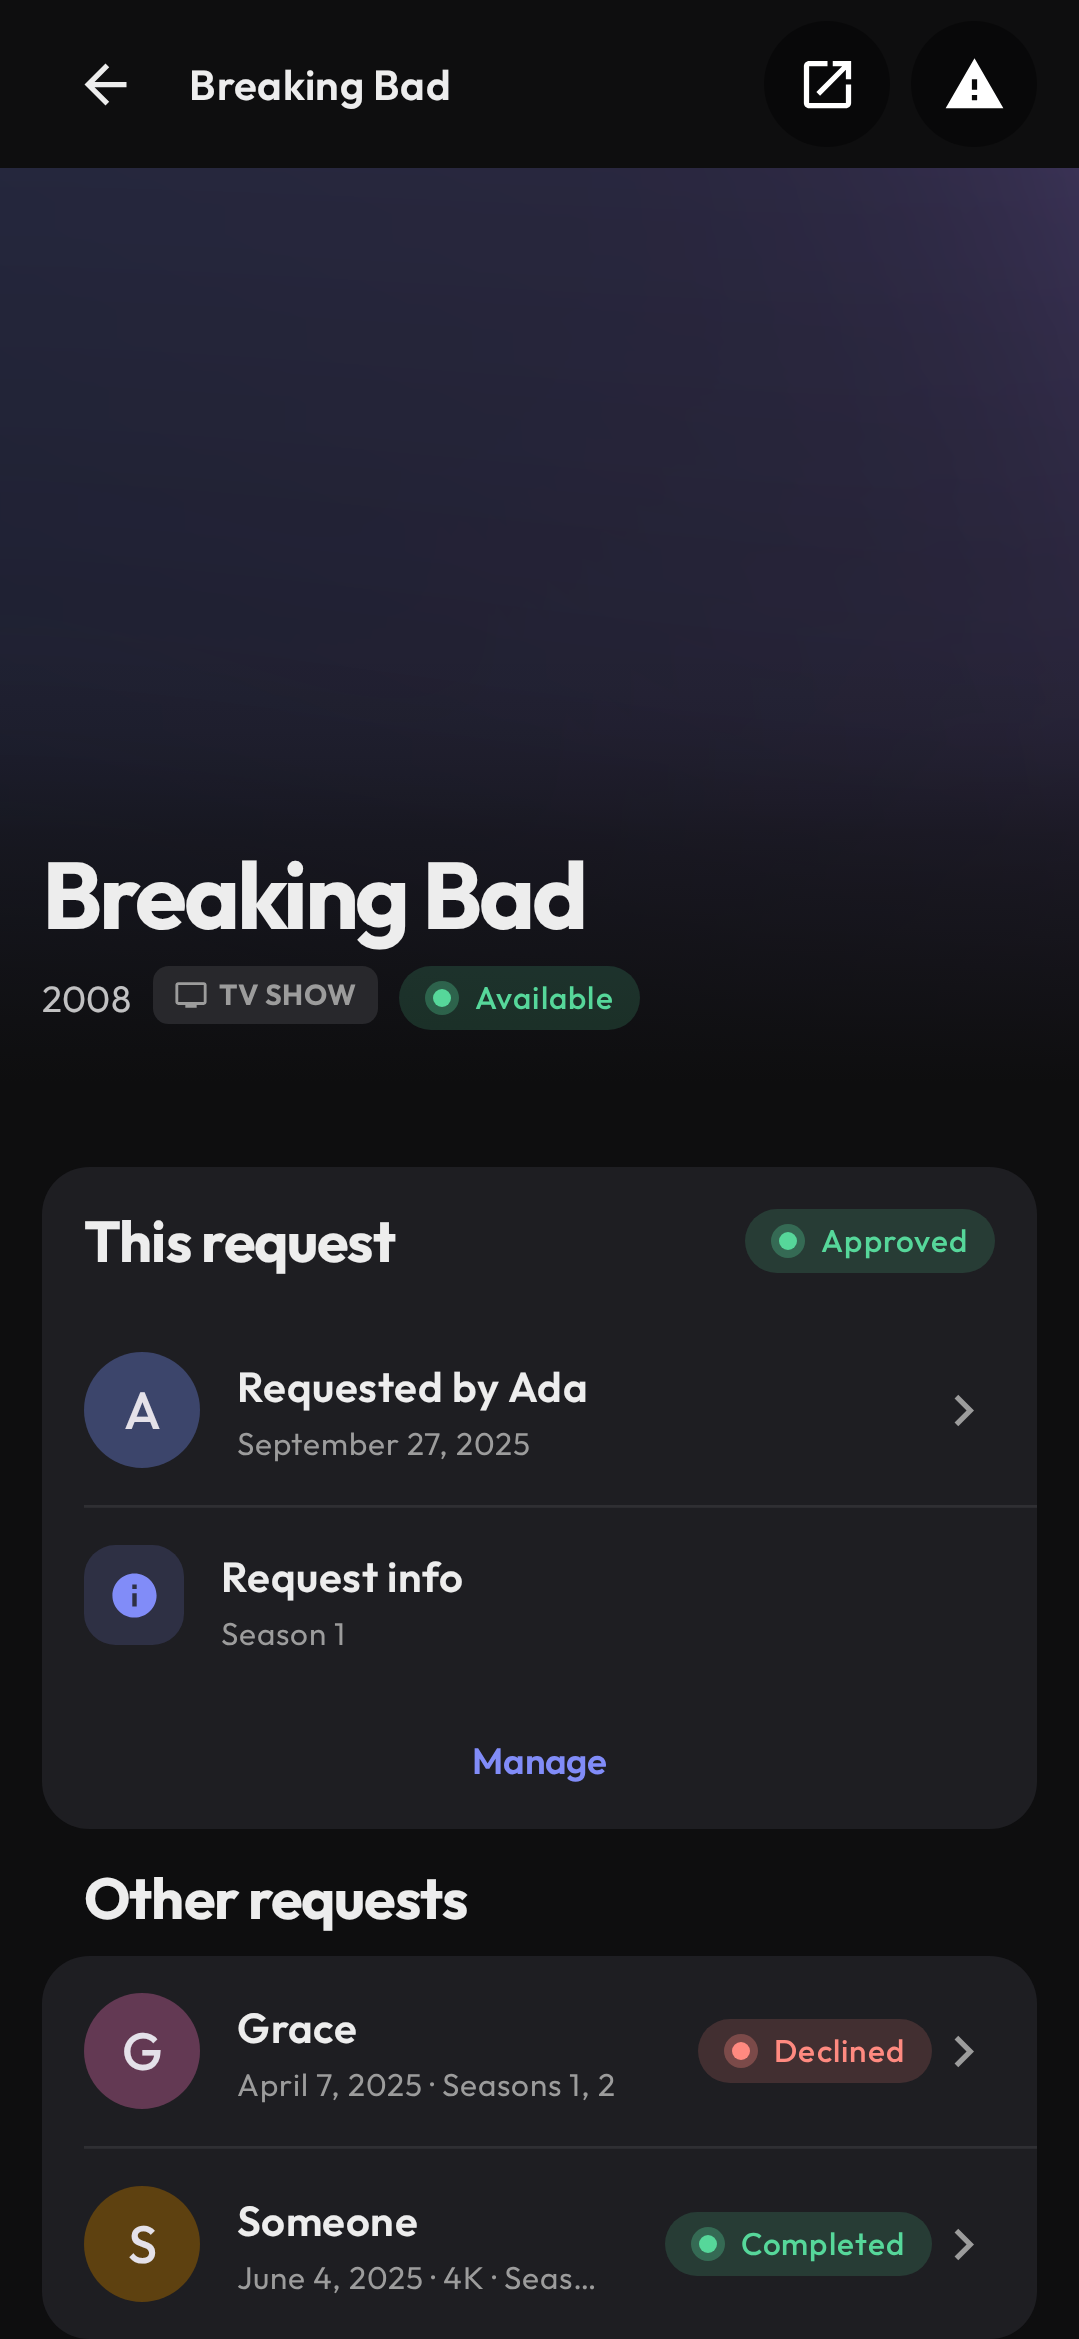 Breaking Bad
Breaking Bad
2008 TV SHOW Available
This request Approved
A Requested by Ada
September 27, 2025
Request info
Season 1
Manage
Other requests
G Grace Declined
April 7, 2025 · Seasons 1, 2
S Someone Completed
June 4, 2025 · 4K · Seas...